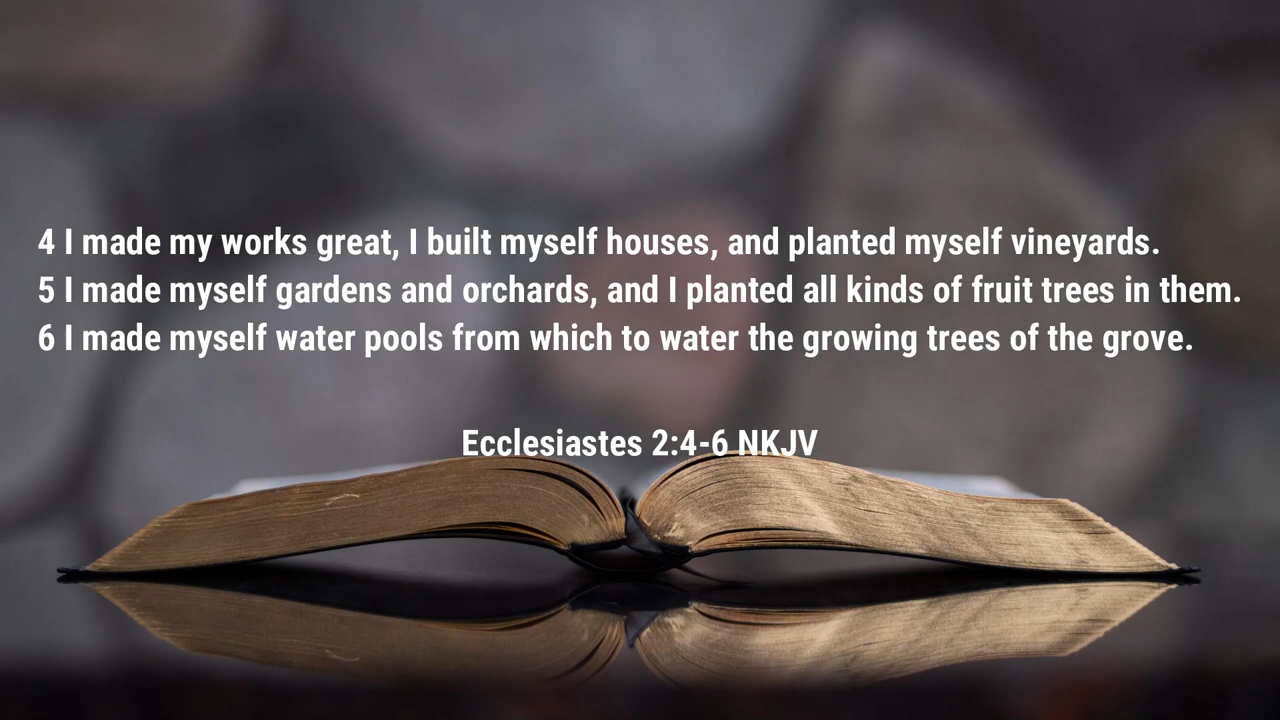 4 I made my works great, I built myself houses, and planted myself vineyards.
5 I made myself gardens and orchards, and I planted all kinds of fruit trees in them.
6 I made myself water pools from which to water the growing trees of the grove.
Ecclesiastes 2:4-6 NKJV